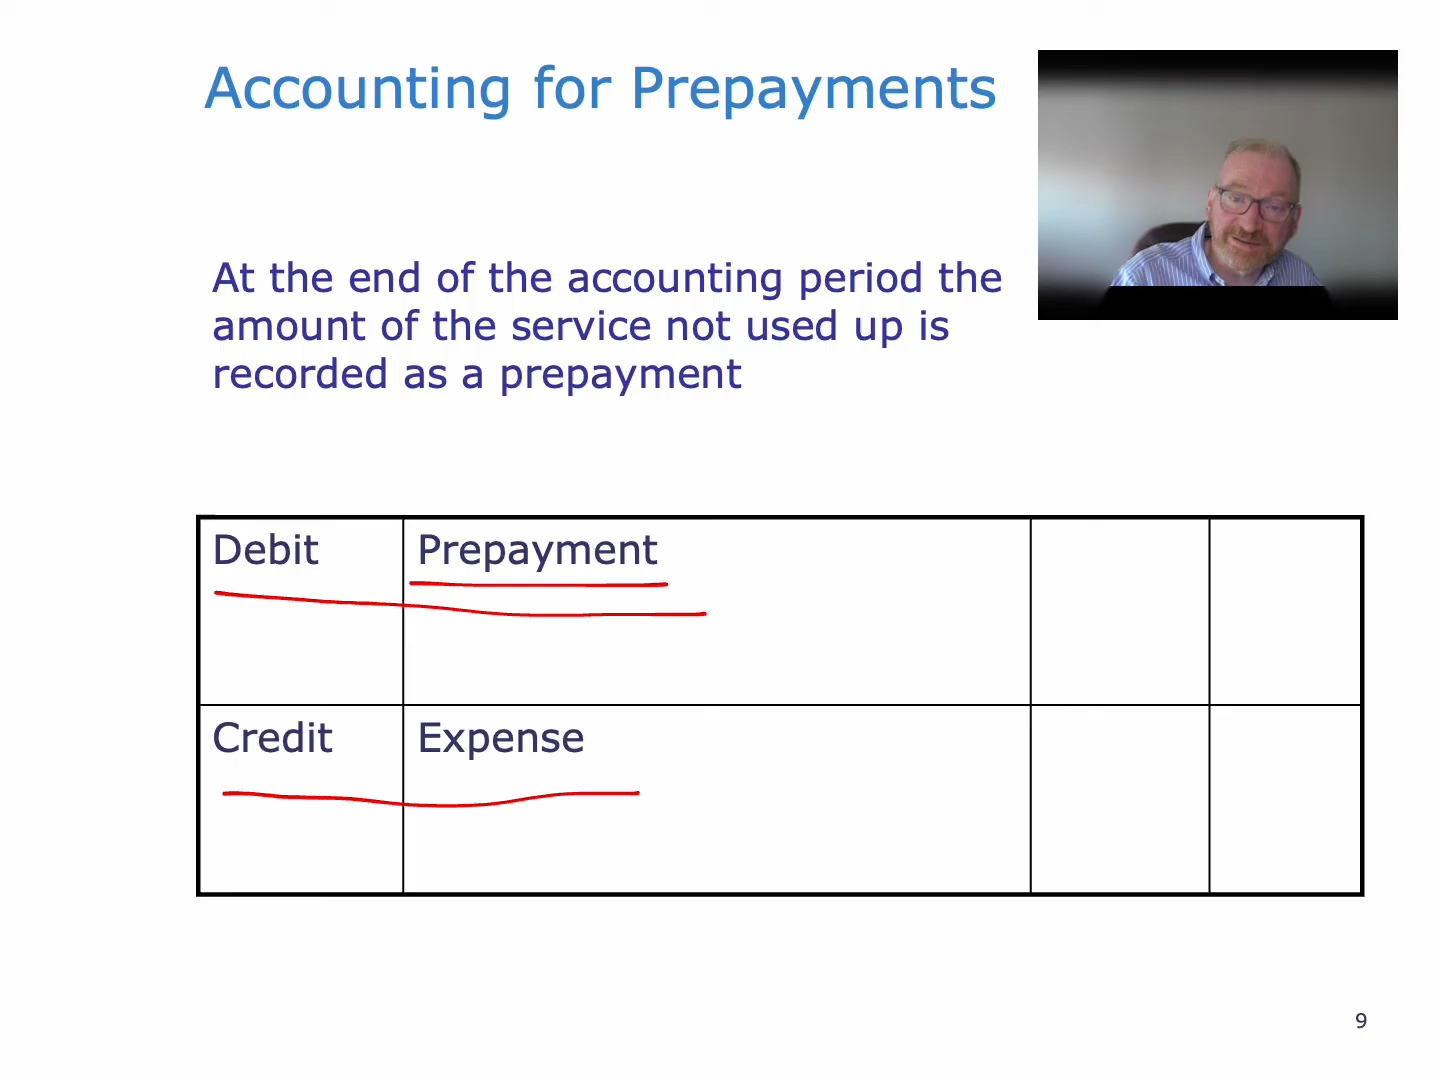 Accounting for Prepayments
At the end of the accounting period the
amount of the service not used up is
recorded as a prepayment
Debit Prepayment
Credit Expense
9